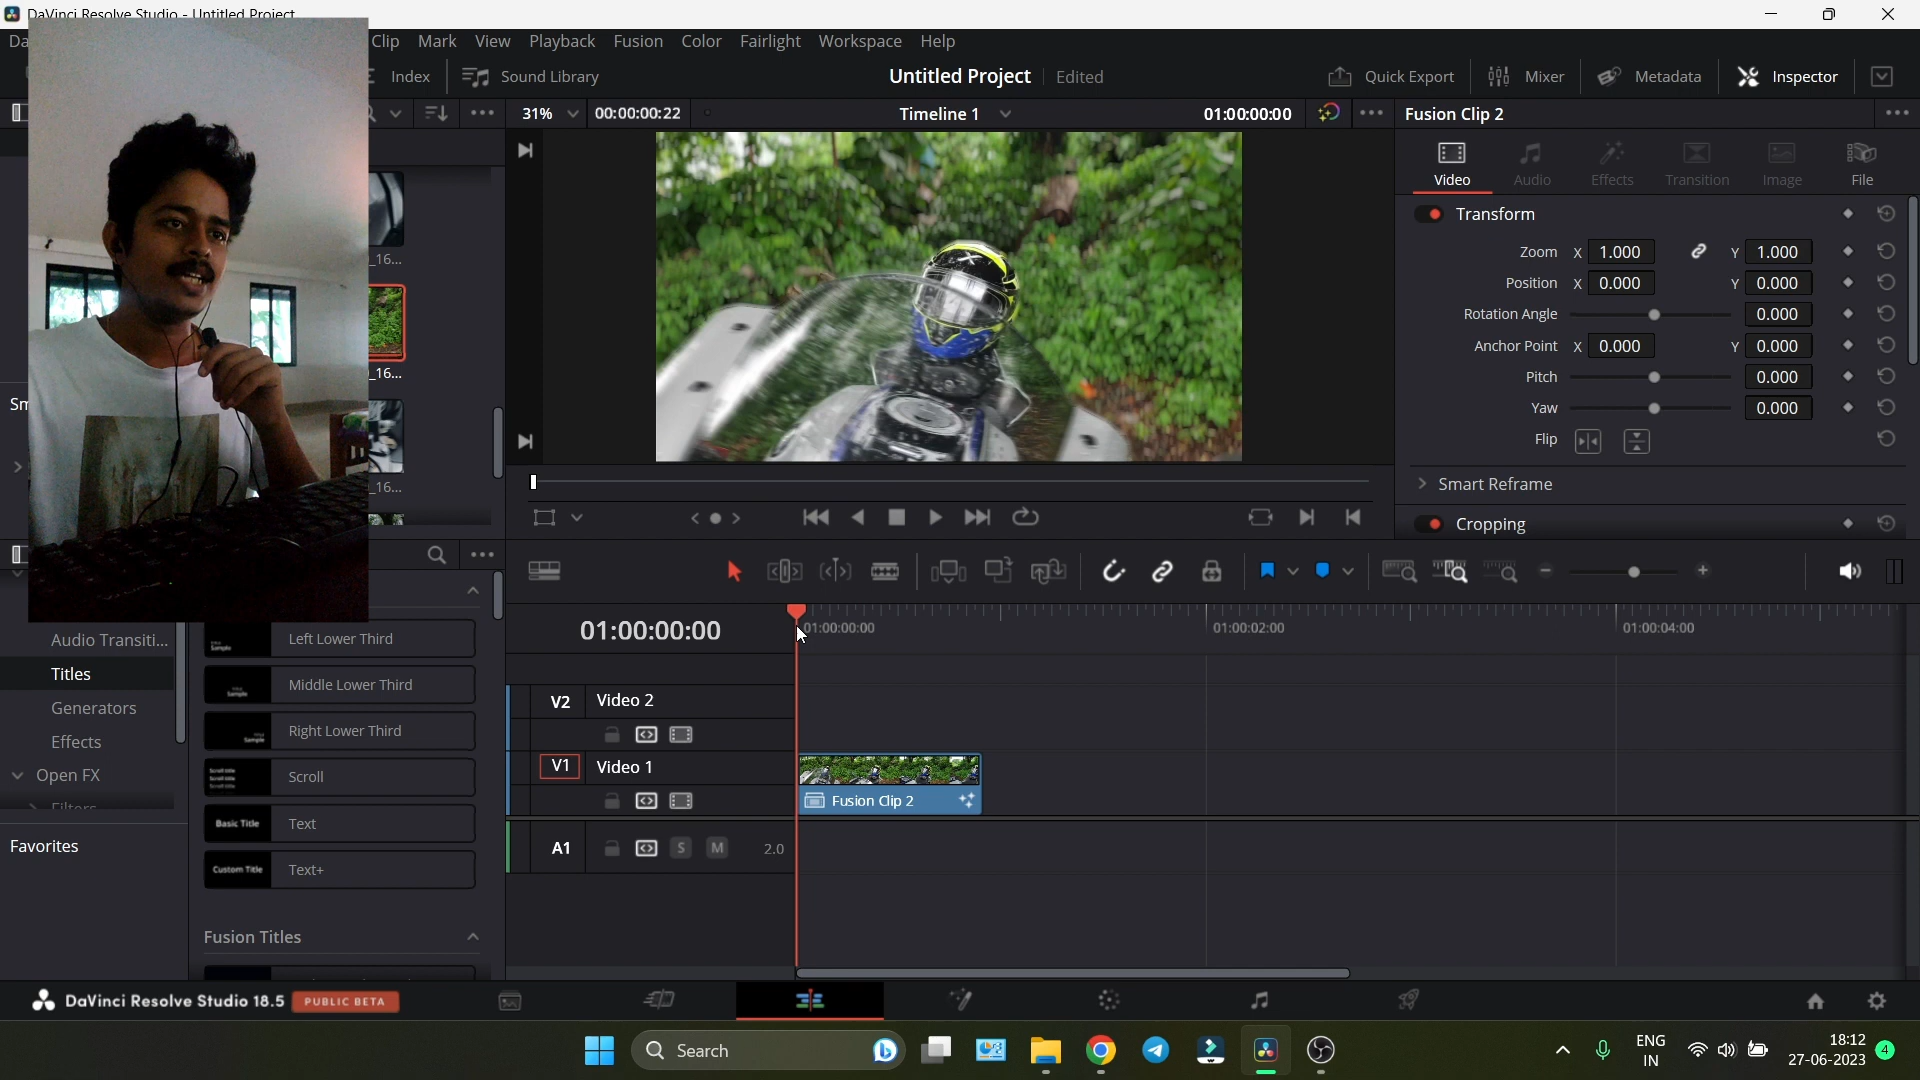 DaVinci Resolve Studio - Untitled Project
Da Clip Mark View Playback Fusion Color Fairlight Workspace Help
Index Sound Library Untitled Project Edited Quick Export Mixer Metadata Inspector
31% 00:00:00:22 Timeline 1 01:00:00:00 Fusion Clip 2
Video Audio Effects Transition Image File
Transform
Zoom X 1.000 Y 1.000
Position X 0.000 Y 0.000
Rotation Angle 0.000
Anchor Point X 0.000 Y 0.000
Pitch 0.000
Yaw 0.000
Flip
Smart Reframe
Cropping
_16...
_16...
_16...
Sm
Audio Transiti...
Titles
Generators
Effects
Open FX
Filters
Favorites
Left Lower Third
Middle Lower Third
Right Lower Third
Scroll
Basic Title Text
Custom Title Text+
Fusion Titles
01:00:00:00 01:00:00:00 01:00:02:00 01:00:04:00
V2 Video 2
V1 Video 1
Fusion Clip 2
A1 S M 2.0
DaVinci Resolve Studio 18.5 PUBLIC BETA
Search
ENG
IN
18:12
27-06-2023
4